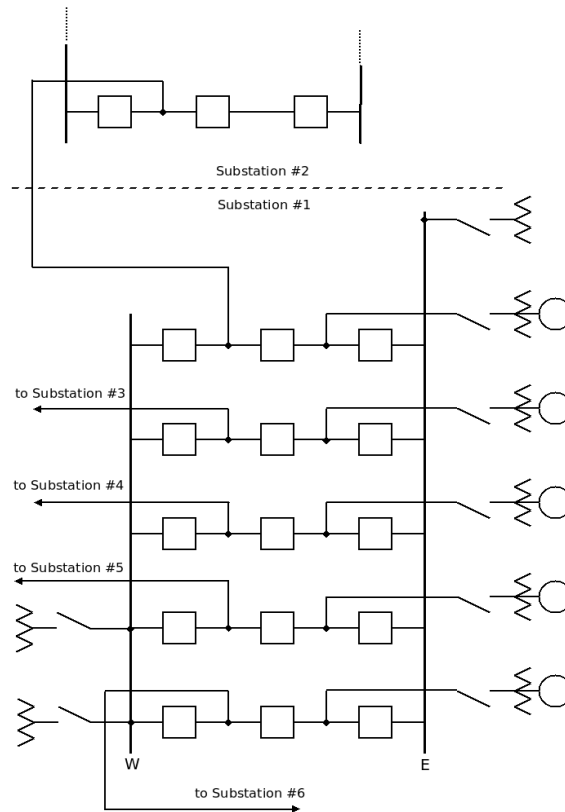 Substation #2
Substation #1
to Substation #3
to Substation #4
to Substation #5
W
E
to Substation #6